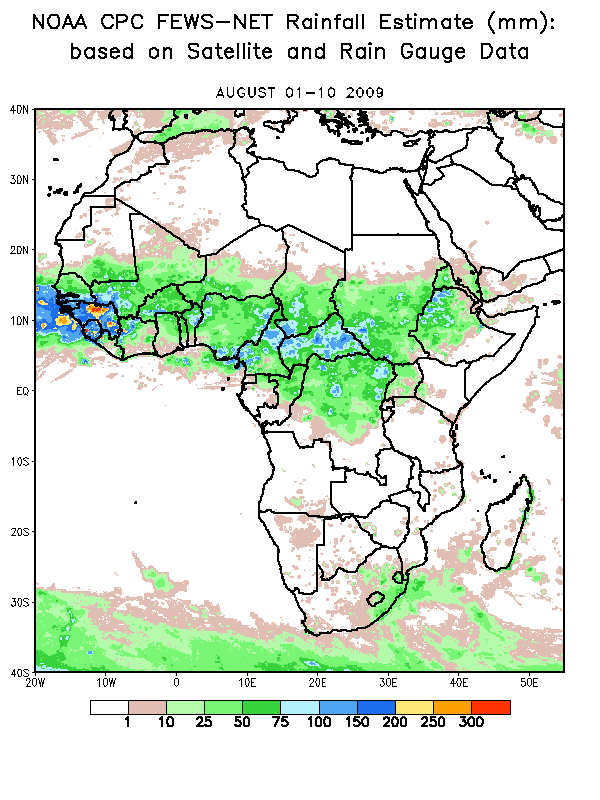 NOAA CPC FEWS-NET Rainfall Estimate (mm):
based on Satellite and Rain Gauge Data
AUGUST 01-10 2009
40N
30N
20N
10N
EQ
10S
20S
30S
40S
20W 10W 0 10E 20E 30E 40E 50E
1 10 25 50 75 100 150 200 250 300